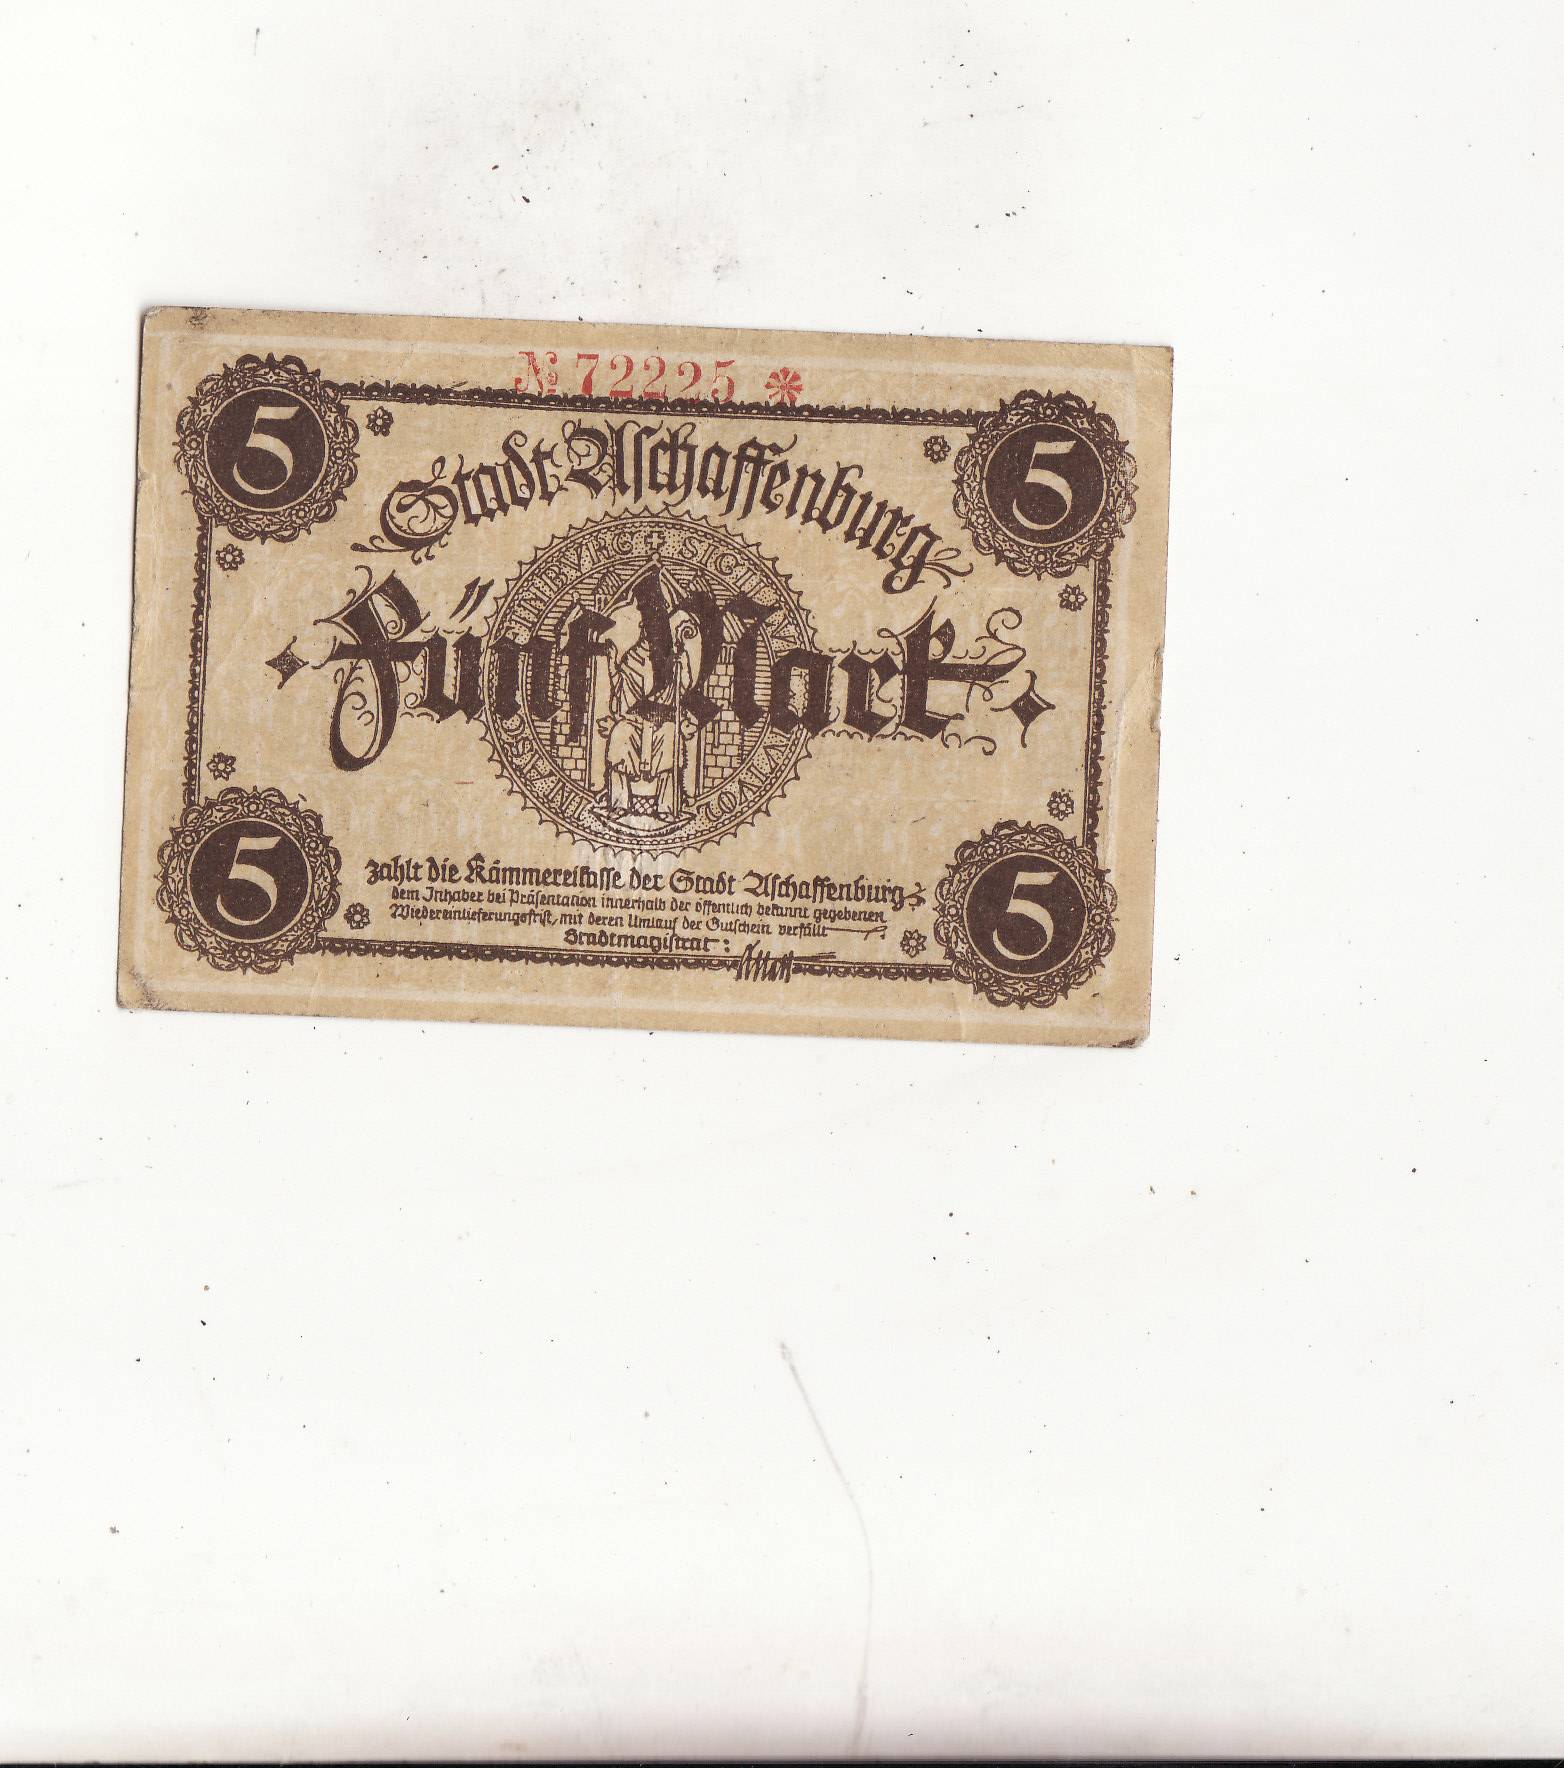 № 72225 *
5 5
Stadt Aschaffenburg
Fünf Mark
5 5
zahlt die Kämmereikasse der Stadt Aschaffenburg
dem Inhaber bei Präsentation innerhalb der öffentlich bekannt gegebenen
Wiedereinlieferungsfrist, mit deren Umlauf der Gutschein verfällt
Stadtmagistrat: